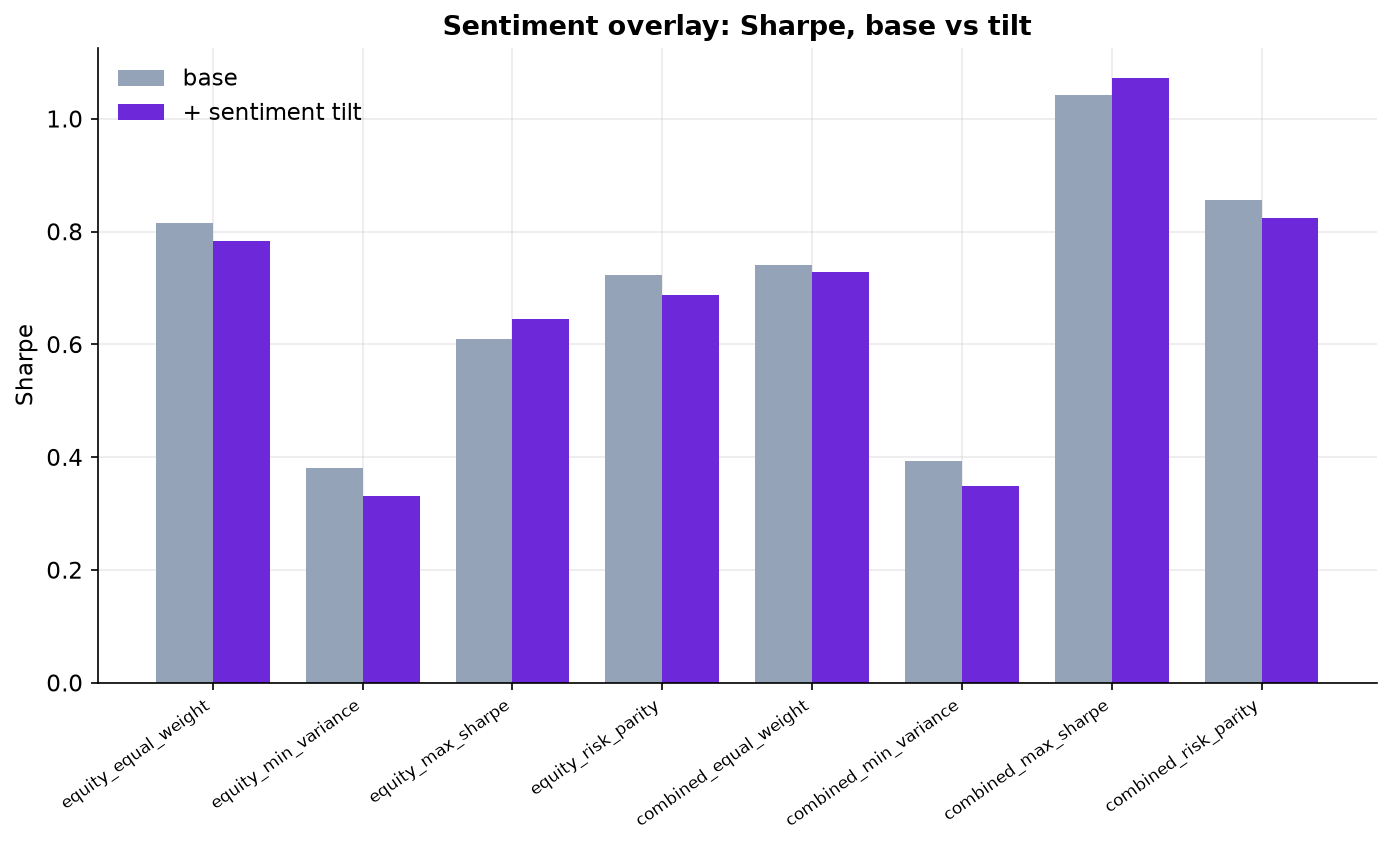 Sentiment overlay: Sharpe, base vs tilt
base
+ sentiment tilt
Sharpe
1.0
0.8
0.6
0.4
0.2
0.0
equity_equal_weight
equity_min_variance
equity_max_sharpe
equity_risk_parity
combined_equal_weight
combined_min_variance
combined_max_sharpe
combined_risk_parity